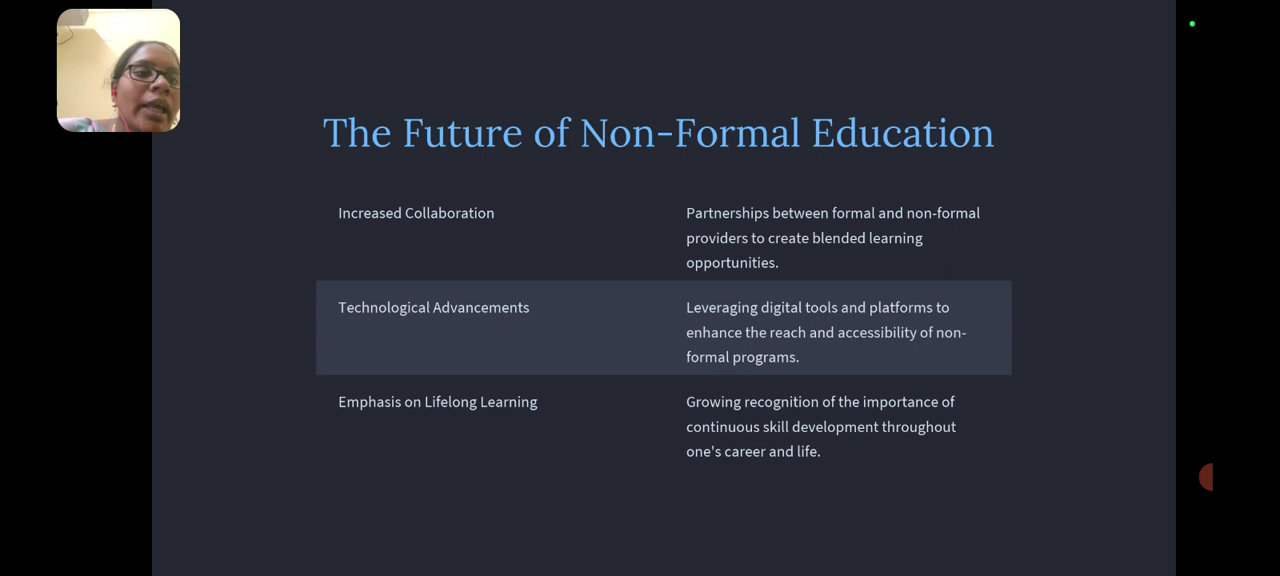 The Future of Non-Formal Education
Increased Collaboration
Partnerships between formal and non-formal
providers to create blended learning
opportunities.
Technological Advancements
Leveraging digital tools and platforms to
enhance the reach and accessibility of non-
formal programs.
Emphasis on Lifelong Learning
Growing recognition of the importance of
continuous skill development throughout
one's career and life.